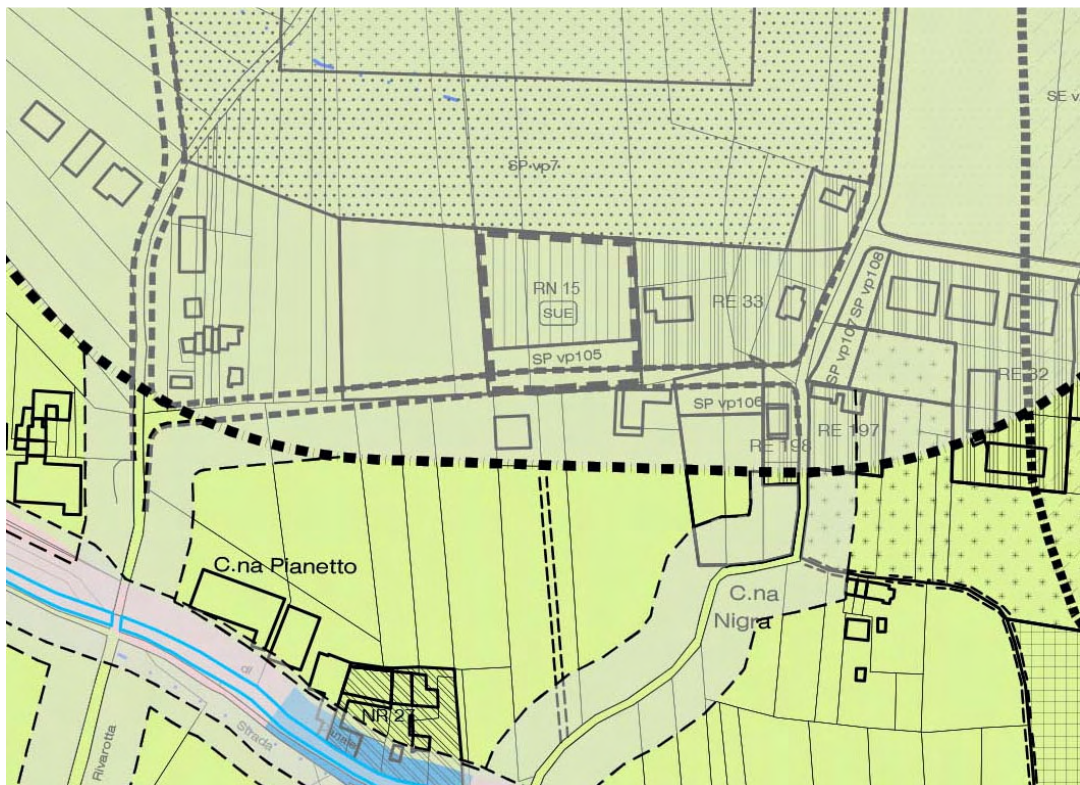 SE v
SP vp7
RN 15
SUE
RE 33
SP vp108
SP vp107
SP vp105
RE 32
SP vp106
RE 198
RE 197
C.na Pianetto
C.na
Nigra
di
NR 2
Strada
Rivarotta